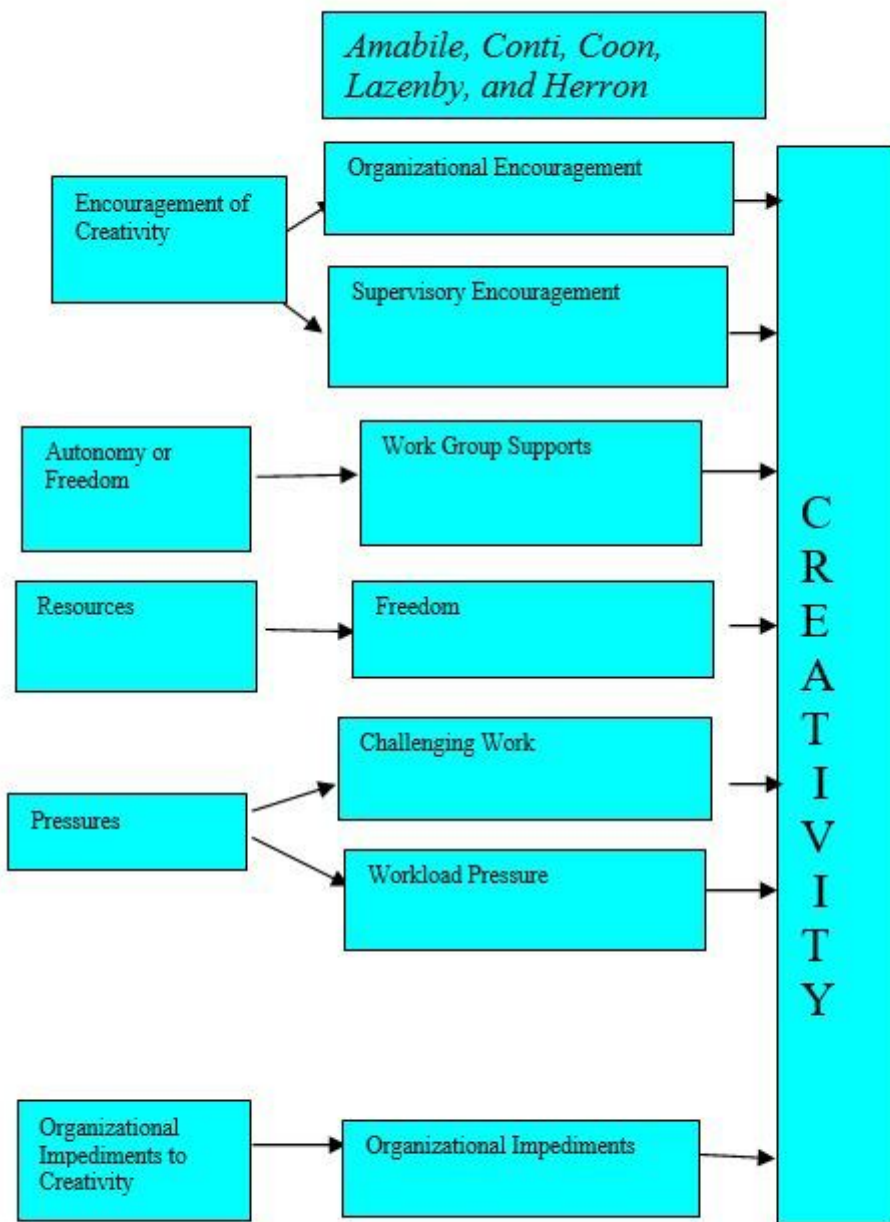 Amabile, Conti, Coon,
Lazenby, and Herron
Organizational Encouragement
Encouragement of
Creativity
Supervisory Encouragement
Autonomy or
Freedom
Work Group Supports
Resources
Freedom
Challenging Work
Pressures
Workload Pressure
Organizational
Impediments to
Creativity
Organizational Impediments
C
R
E
A
T
I
V
I
T
Y